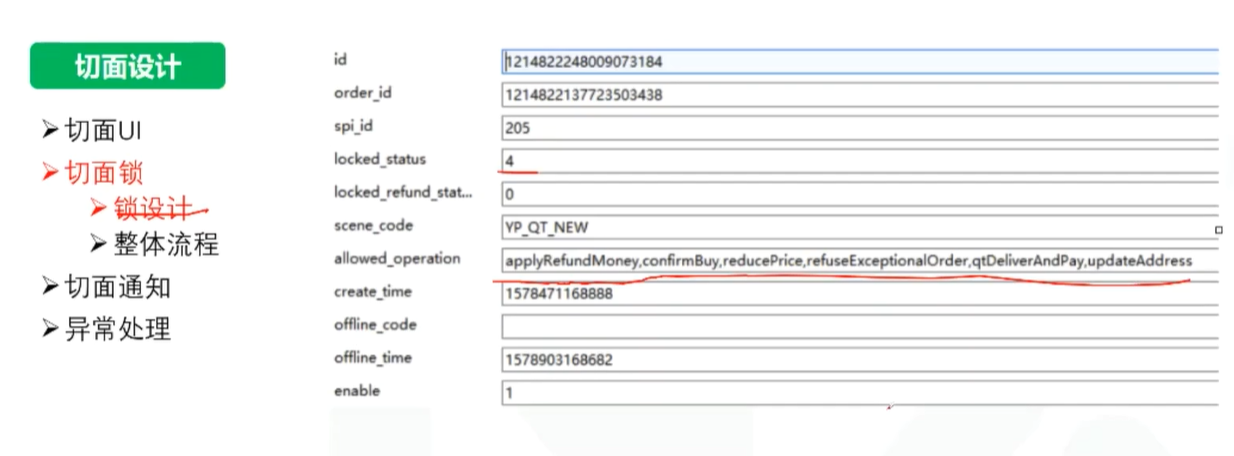 切面设计
切面UI
切面锁
锁设计
整体流程
切面通知
异常处理
id 1214822248009073184
order_id 1214822137723503438
spi_id 205
locked_status 4
locked_refund_stat... 0
scene_code YP_QT_NEW
allowed_operation applyRefundMoney,confirmBuy,reducePrice,refuseExceptionalOrder,qtDeliverAndPay,updateAddress
create_time 1578471168888
offline_code
offline_time 1578903168682
enable 1